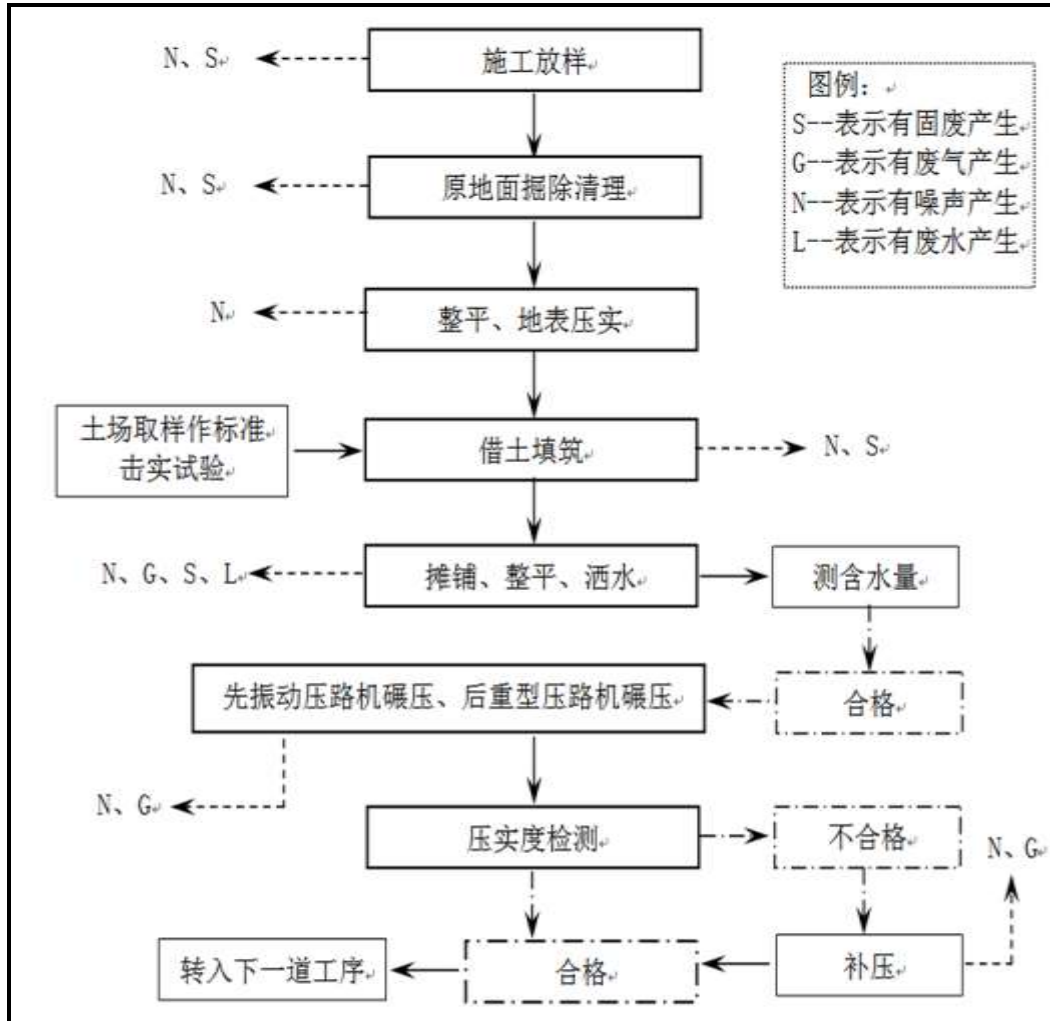 N、S
施工放样
图例：
S--表示有固废产生
G--表示有废气产生
N--表示有噪声产生
L--表示有废水产生
N、S
原地面掘除清理
N
整平、地表压实
土场取样作标准
击实试验
借土填筑
N、S
N、G、S、L
摊铺、整平、洒水
测含水量
先振动压路机碾压、后重型压路机碾压
合格
N、G
压实度检测
不合格
N、G
转入下一道工序
合格
补压